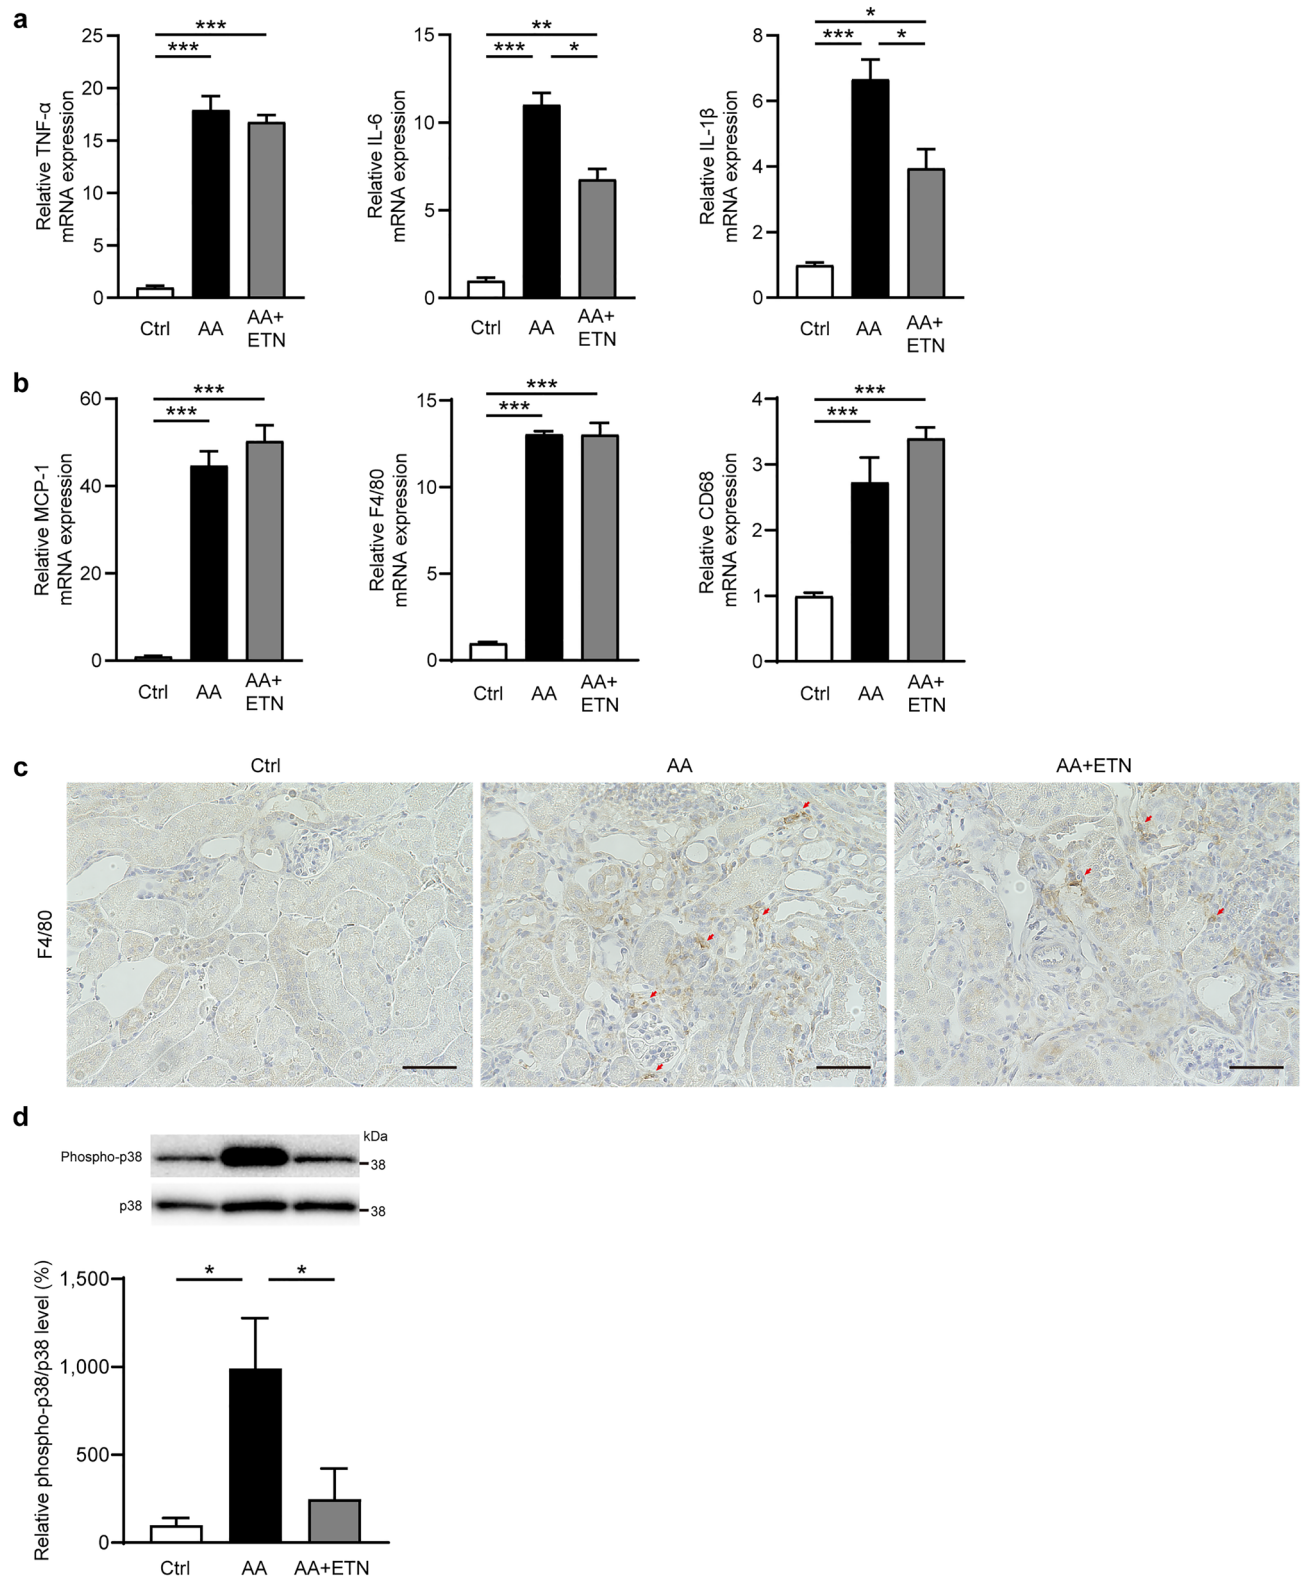 a
Relative TNF-α
mRNA expression
25
20
15
10
5
0
***
***
Ctrl
AA
AA+
ETN
Relative IL-6
mRNA expression
15
10
5
0
**
***
*
Ctrl
AA
AA+
ETN
Relative IL-1β
mRNA expression
8
6
4
2
0
*
***
*
Ctrl
AA
AA+
ETN
b
Relative MCP-1
mRNA expression
60
40
20
0
***
***
Ctrl
AA
AA+
ETN
Relative F4/80
mRNA expression
15
10
5
0
***
***
Ctrl
AA
AA+
ETN
Relative CD68
mRNA expression
4
3
2
1
0
***
***
Ctrl
AA
AA+
ETN
c
Ctrl
AA
AA+ETN
F4/80
d
kDa
Phospho-p38
38
p38
38
Relative phospho-p38/p38 level (%)
1,500
1,000
500
0
*
*
Ctrl
AA
AA+ETN